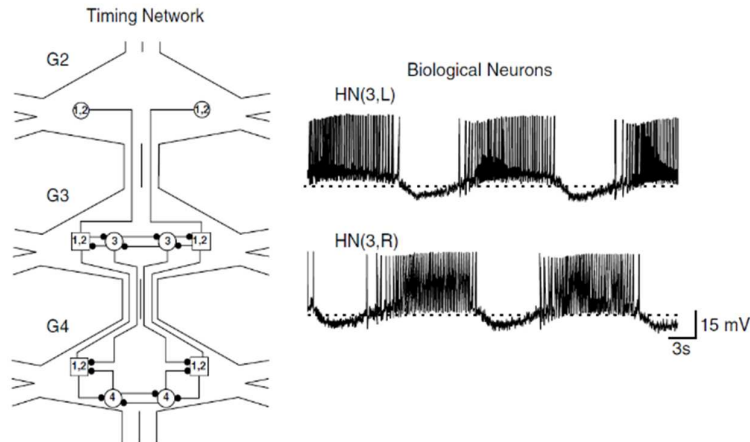 Timing Network
G2
1,2 1,2
G3
1,2 3 3 1,2
G4
1,2 1,2
4 4
Biological Neurons
HN(3,L)
HN(3,R)
15 mV
3s